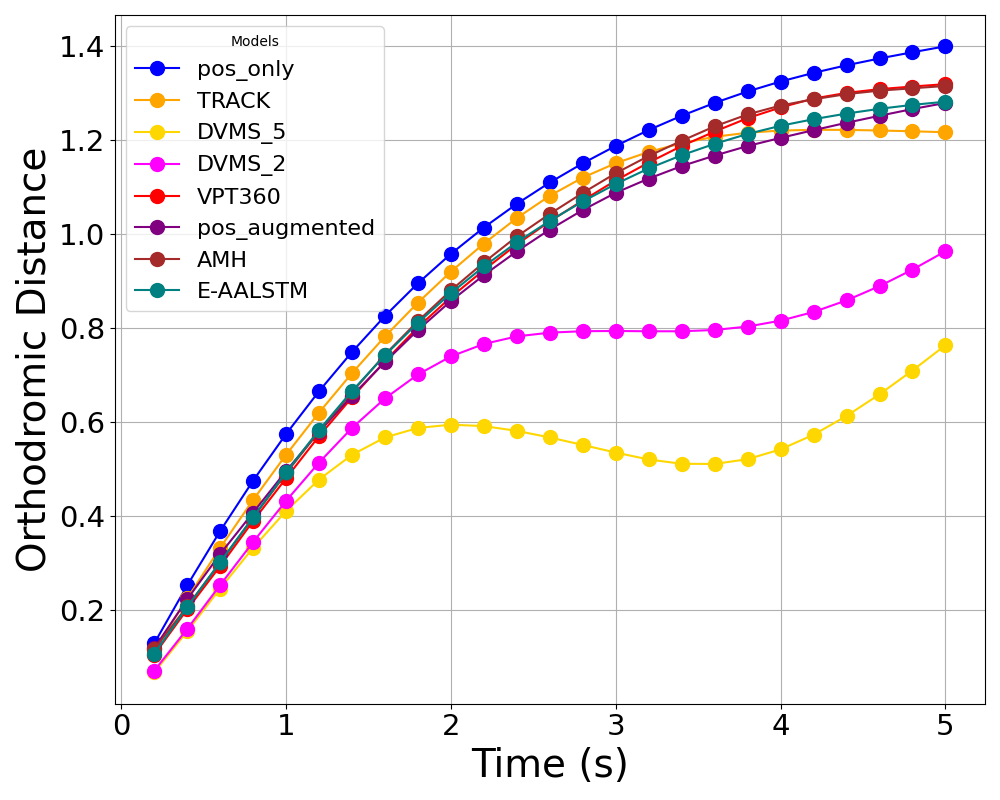 Models
pos_only
TRACK
DVMS_5
DVMS_2
VPT360
pos_augmented
AMH
E-AALSTM
Orthodromic Distance
1.4
1.2
1.0
0.8
0.6
0.4
0.2
0 1 2 3 4 5
Time (s)